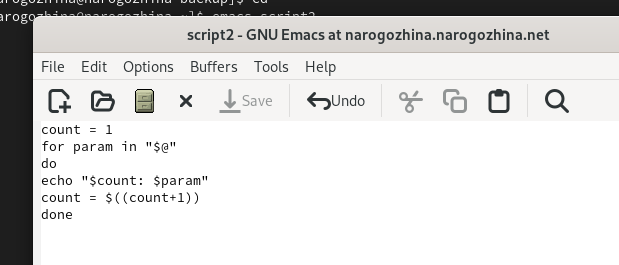 narogozhina@narogozhina-backup]$ cd
narogozhina@narogozhina ~]$ emacs script2
script2 - GNU Emacs at narogozhina.narogozhina.net
File Edit Options Buffers Tools Help
Save Undo
count = 1
for param in "$@"
do
echo "$count: $param"
count = $((count+1))
done